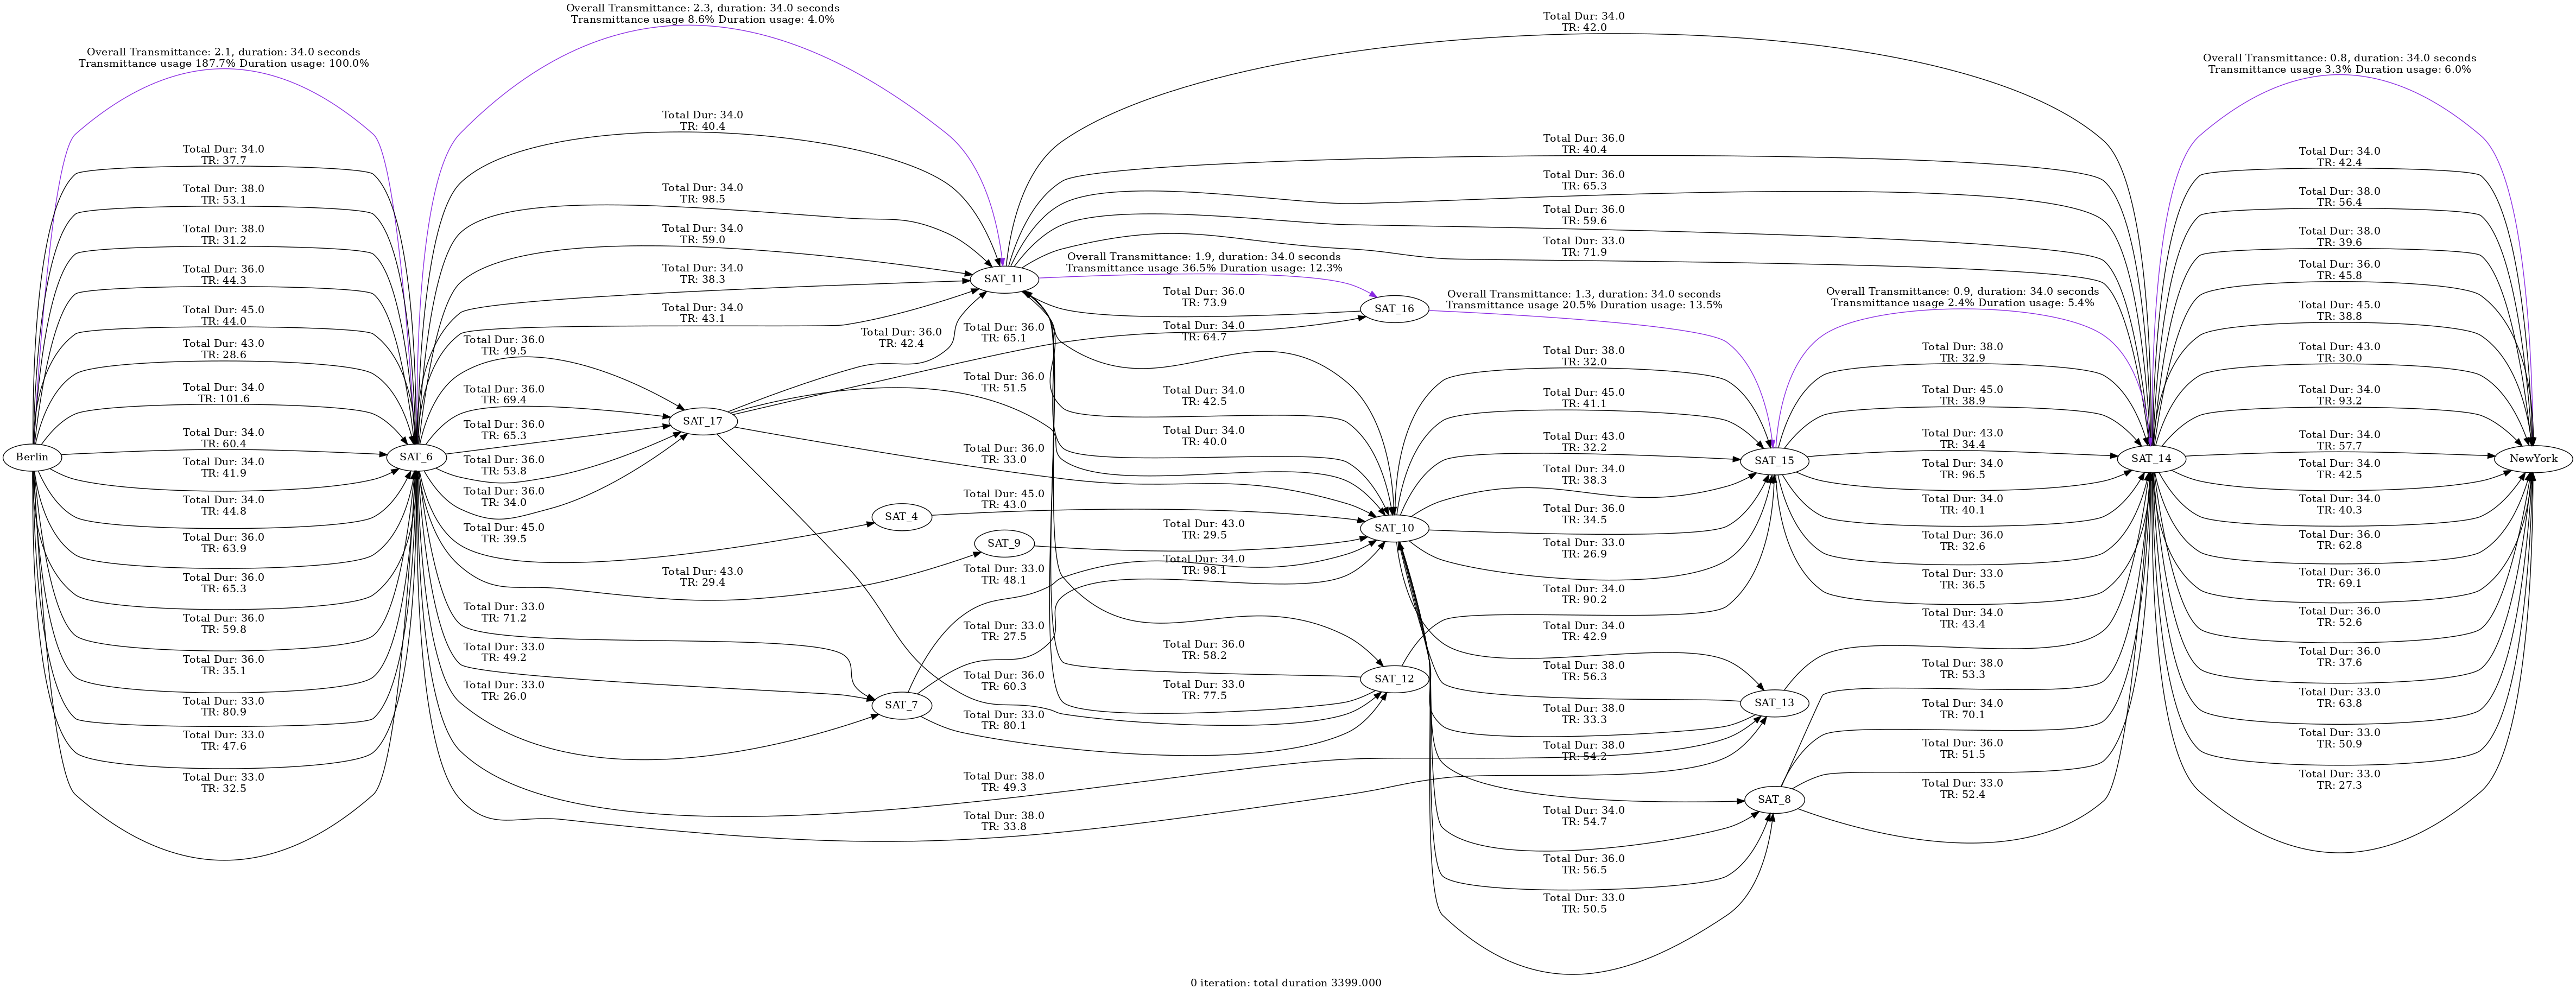 Overall Transmittance: 2.1, duration: 34.0 seconds
Transmittance usage 187.7% Duration usage: 100.0%
Total Dur: 34.0
TR: 37.7
Total Dur: 38.0
TR: 53.1
Total Dur: 38.0
TR: 31.2
Total Dur: 36.0
TR: 44.3
Total Dur: 45.0
TR: 44.0
Total Dur: 43.0
TR: 28.6
Total Dur: 34.0
TR: 101.6
Total Dur: 34.0
TR: 60.4
Total Dur: 34.0
TR: 41.9
Total Dur: 34.0
TR: 44.8
Total Dur: 36.0
TR: 63.9
Total Dur: 36.0
TR: 65.3
Total Dur: 36.0
TR: 59.8
Total Dur: 36.0
TR: 35.1
Total Dur: 33.0
TR: 80.9
Total Dur: 33.0
TR: 47.6
Total Dur: 33.0
TR: 32.5
Berlin
SAT_6
Overall Transmittance: 2.3, duration: 34.0 seconds
Transmittance usage 8.6% Duration usage: 4.0%
Total Dur: 34.0
TR: 40.4
Total Dur: 34.0
TR: 98.5
Total Dur: 34.0
TR: 59.0
Total Dur: 34.0
TR: 38.3
Total Dur: 34.0
TR: 43.1
Total Dur: 36.0
TR: 49.5
Total Dur: 36.0
TR: 69.4
Total Dur: 36.0
TR: 65.3
Total Dur: 36.0
TR: 53.8
Total Dur: 36.0
TR: 34.0
Total Dur: 45.0
TR: 39.5
Total Dur: 43.0
TR: 29.4
Total Dur: 33.0
TR: 71.2
Total Dur: 33.0
TR: 49.2
Total Dur: 33.0
TR: 26.0
SAT_17
SAT_4
SAT_9
SAT_7
SAT_11
Total Dur: 36.0
TR: 42.4
Total Dur: 36.0
TR: 65.1
Total Dur: 36.0
TR: 51.5
Total Dur: 36.0
TR: 33.0
Total Dur: 45.0
TR: 43.0
Total Dur: 33.0
TR: 48.1
Total Dur: 33.0
TR: 27.5
Total Dur: 36.0
TR: 60.3
Total Dur: 33.0
TR: 80.1
Total Dur: 38.0
TR: 49.3
Total Dur: 38.0
TR: 33.8
Overall Transmittance: 1.9, duration: 34.0 seconds
Transmittance usage 36.5% Duration usage: 12.3%
Total Dur: 36.0
TR: 73.9
Total Dur: 34.0
TR: 64.7
Total Dur: 34.0
TR: 42.5
Total Dur: 34.0
TR: 40.0
Total Dur: 43.0
TR: 29.5
Total Dur: 34.0
TR: 98.1
Total Dur: 36.0
TR: 58.2
Total Dur: 33.0
TR: 77.5
SAT_16
SAT_10
SAT_12
Total Dur: 34.0
TR: 42.0
Total Dur: 36.0
TR: 40.4
Total Dur: 36.0
TR: 65.3
Total Dur: 36.0
TR: 59.6
Total Dur: 33.0
TR: 71.9
Overall Transmittance: 1.3, duration: 34.0 seconds
Transmittance usage 20.5% Duration usage: 13.5%
Total Dur: 38.0
TR: 32.0
Total Dur: 45.0
TR: 41.1
Total Dur: 43.0
TR: 32.2
Total Dur: 34.0
TR: 38.3
Total Dur: 36.0
TR: 34.5
Total Dur: 33.0
TR: 26.9
Total Dur: 34.0
TR: 90.2
Total Dur: 34.0
TR: 42.9
Total Dur: 38.0
TR: 56.3
Total Dur: 38.0
TR: 33.3
Total Dur: 38.0
TR: 54.2
Total Dur: 34.0
TR: 54.7
Total Dur: 36.0
TR: 56.5
Total Dur: 33.0
TR: 50.5
SAT_15
SAT_13
SAT_8
Overall Transmittance: 0.9, duration: 34.0 seconds
Transmittance usage 2.4% Duration usage: 5.4%
Total Dur: 38.0
TR: 32.9
Total Dur: 45.0
TR: 38.9
Total Dur: 43.0
TR: 34.4
Total Dur: 34.0
TR: 96.5
Total Dur: 34.0
TR: 40.1
Total Dur: 36.0
TR: 32.6
Total Dur: 33.0
TR: 36.5
Total Dur: 34.0
TR: 43.4
Total Dur: 38.0
TR: 53.3
Total Dur: 34.0
TR: 70.1
Total Dur: 36.0
TR: 51.5
Total Dur: 33.0
TR: 52.4
SAT_14
Overall Transmittance: 0.8, duration: 34.0 seconds
Transmittance usage 3.3% Duration usage: 6.0%
Total Dur: 34.0
TR: 42.4
Total Dur: 38.0
TR: 56.4
Total Dur: 38.0
TR: 39.6
Total Dur: 36.0
TR: 45.8
Total Dur: 45.0
TR: 38.8
Total Dur: 43.0
TR: 30.0
Total Dur: 34.0
TR: 93.2
Total Dur: 34.0
TR: 57.7
Total Dur: 34.0
TR: 42.5
Total Dur: 34.0
TR: 40.3
Total Dur: 36.0
TR: 62.8
Total Dur: 36.0
TR: 69.1
Total Dur: 36.0
TR: 52.6
Total Dur: 36.0
TR: 37.6
Total Dur: 33.0
TR: 63.8
Total Dur: 33.0
TR: 50.9
Total Dur: 33.0
TR: 27.3
NewYork
0 iteration: total duration 3399.000